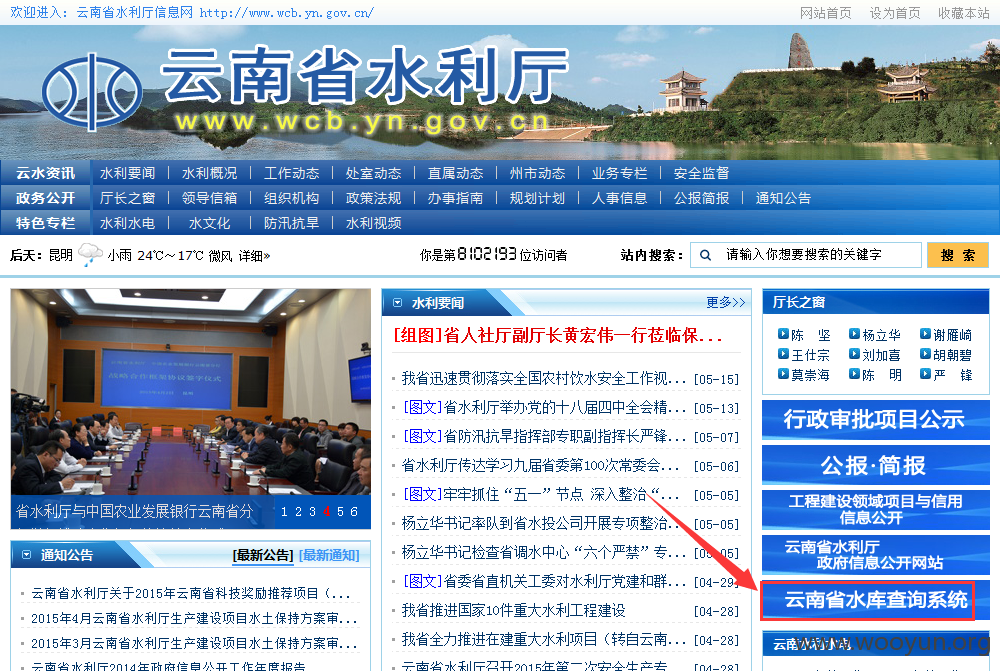 欢迎进入：云南省水利厅信息网 http://www.wcb.yn.gov.cn/
网站首页 设为首页 收藏本站
云南省水利厅
www.wcb.yn.gov.cn
云水资讯 水利要闻 水利概况 工作动态 处室动态 直属动态 州市动态 业务专栏 安全监督
政务公开 厅长之窗 领导信箱 组织机构 政策法规 办事指南 规划计划 人事信息 公报简报 通知公告
特色专栏 水利水电 水文化 防汛抗旱 水利视频
后天：昆明 小雨 24℃～17℃ 微风 详细»
你是第8102193位访问者
站内搜索： 请输入你想要搜索的关键字 搜 索
战略合作框架协议签字仪式
省水利厅与中国农业发展银行云南省分
1 2 3 4 5 6
通知公告 [最新公告] [最新通知]
云南省水利厅关于2015年云南省科技奖励推荐项目（...
2015年4月云南省水利厅生产建设项目水土保持方案审...
2015年3月云南省水利厅生产建设项目水土保持方案审...
云南省水利厅2014年政府信息公开工作年度报告
水利要闻 更多>>
[组图]省人社厅副厅长黄宏伟一行莅临保...
我省迅速贯彻落实全国农村饮水安全工作视... [05-15]
[图文]省水利厅举办党的十八届四中全会精... [05-13]
[图文]省防汛抗旱指挥部专职副指挥长严锋... [05-07]
省水利厅传达学习九届省委第100次常委会... [05-06]
[图文]牢牢抓住“五一”节点 深入整治“... [05-05]
杨立华书记率队到省水投公司开展专项整治... [05-05]
杨立华书记检查省调水中心“六个严禁”专... [05-05]
[图文]省委省直机关工委对水利厅党建和群... [04-29]
我省推进国家10件重大水利工程建设 [04-28]
我省全力推进在建重大水利项目（转自云南... [04-28]
云南省水利厅召开2015年第二次安全生产专... [04-28]
厅长之窗
陈 坚 杨立华 谢雁崎
王仕宗 刘加喜 胡朝碧
莫崇海 陈 明 严 锋
行政审批项目公示
公报·简报
工程建设领域项目与信用
信息公开
云南省水利厅
政府信息公开网站
云南省水库查询系统
www.wooyun.org